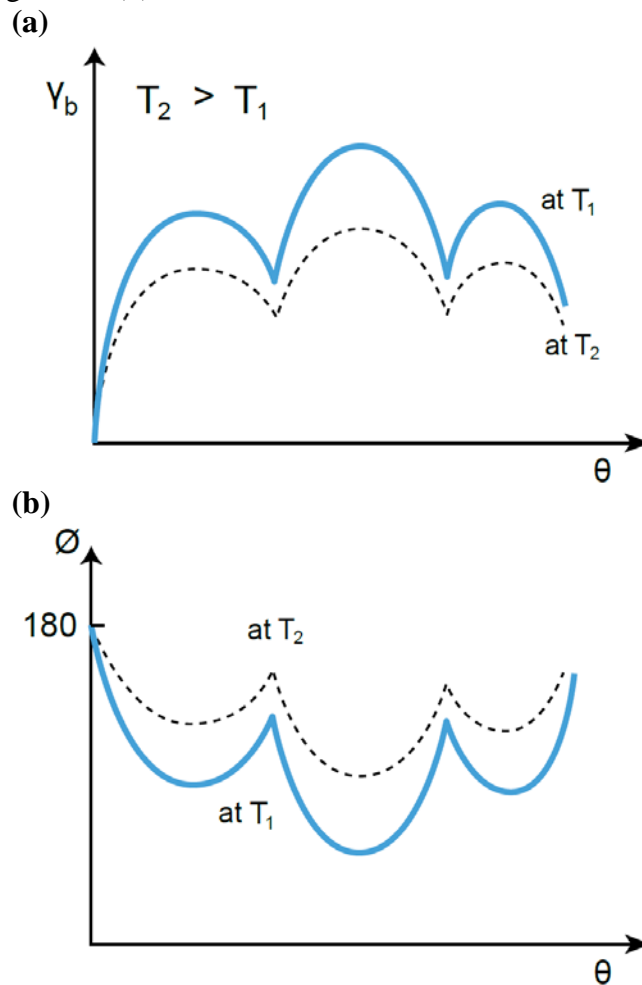 (a)
γb T2 > T1
at T1
at T2
θ
(b)
Ø
180
at T2
at T1
θ